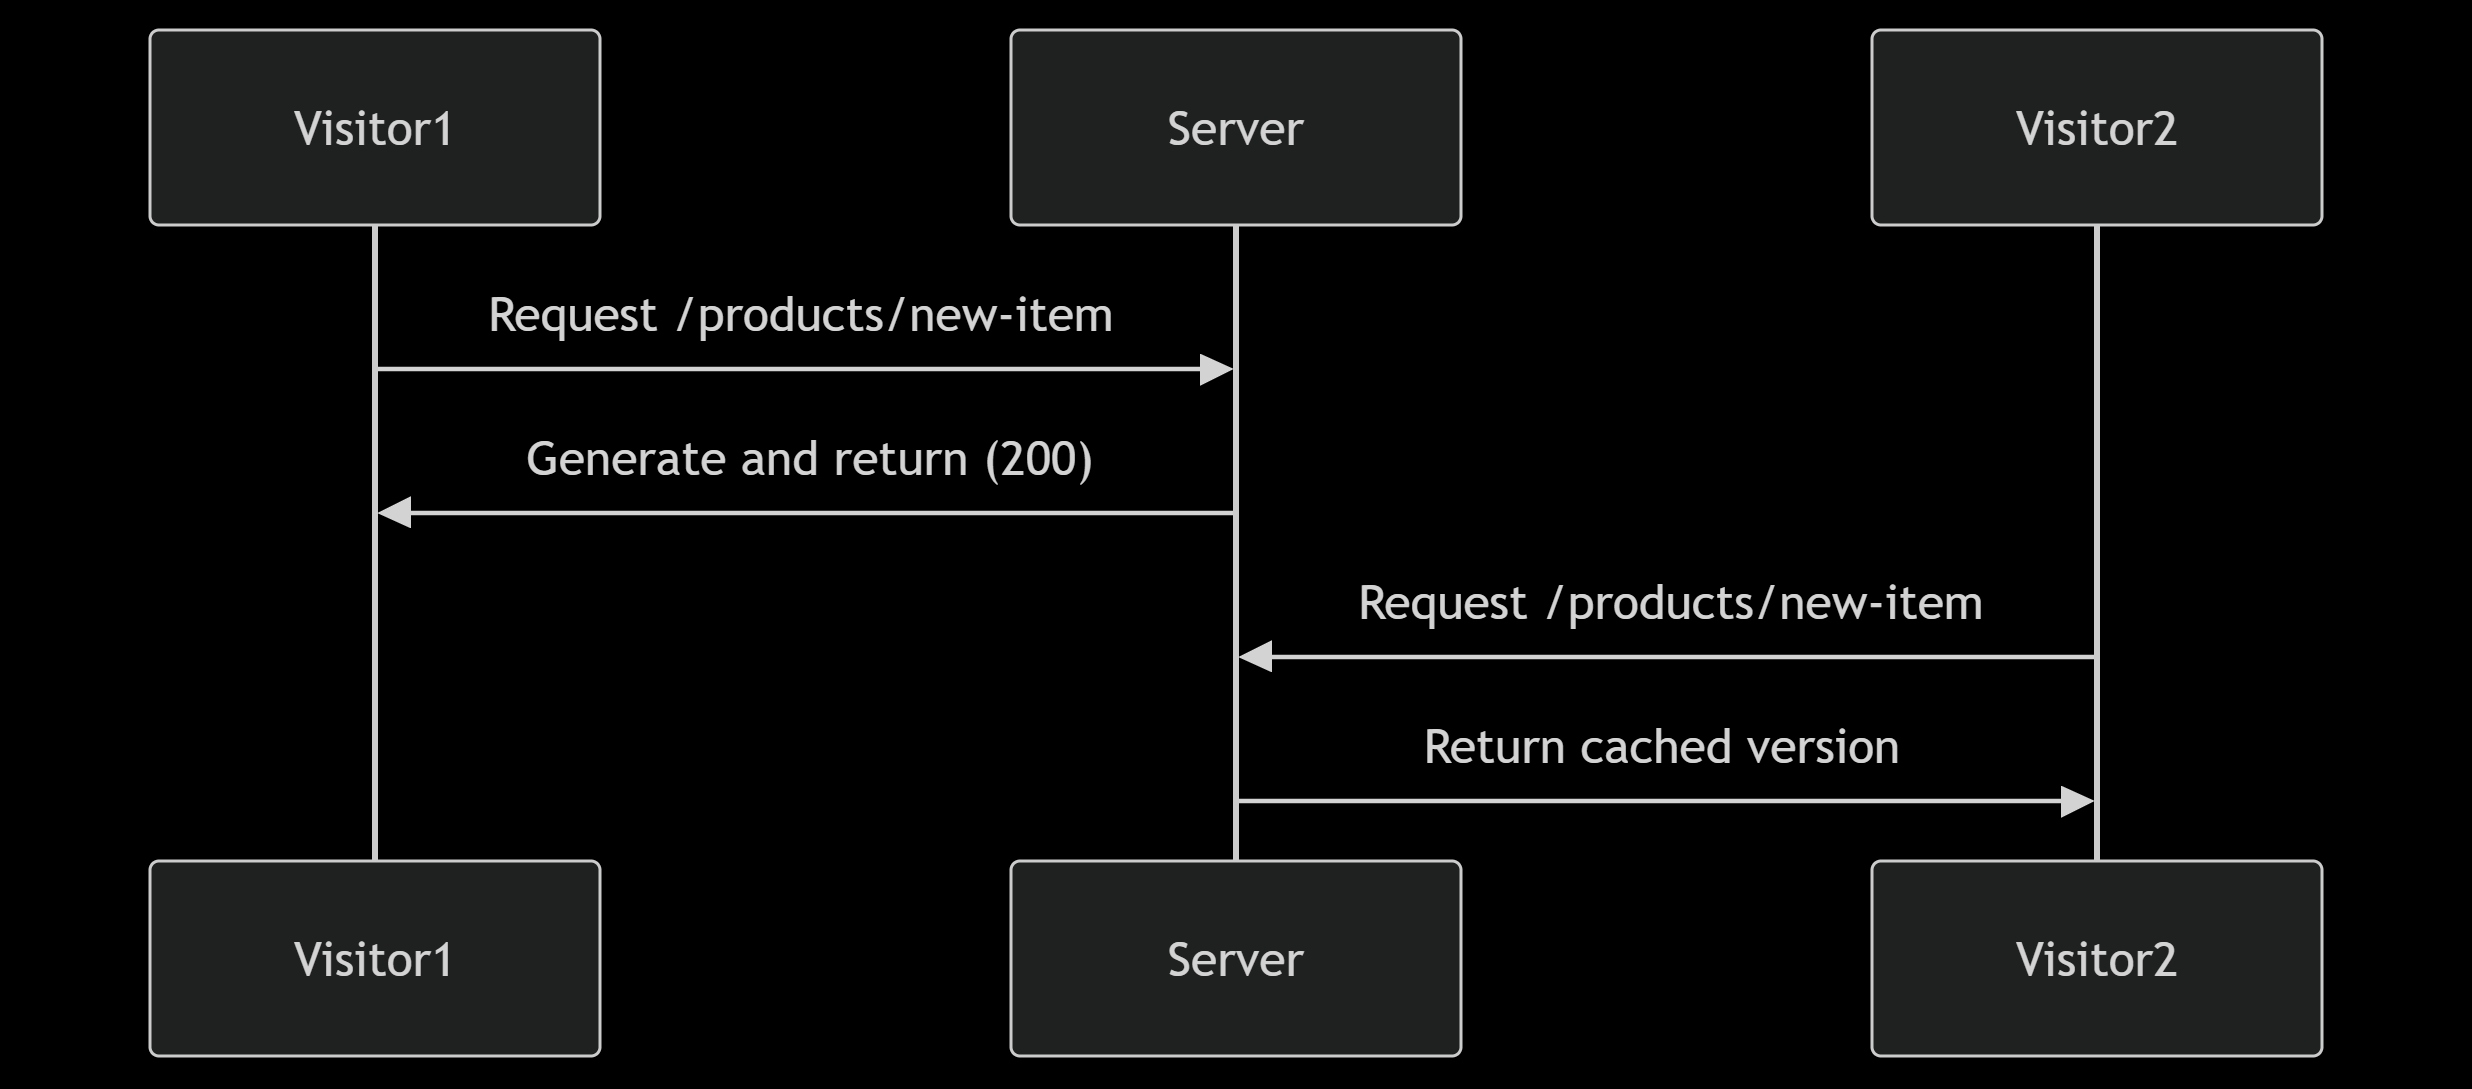 Visitor1
Server
Visitor2
Request /products/new-item
Generate and return (200)
Request /products/new-item
Return cached version
Visitor1
Server
Visitor2